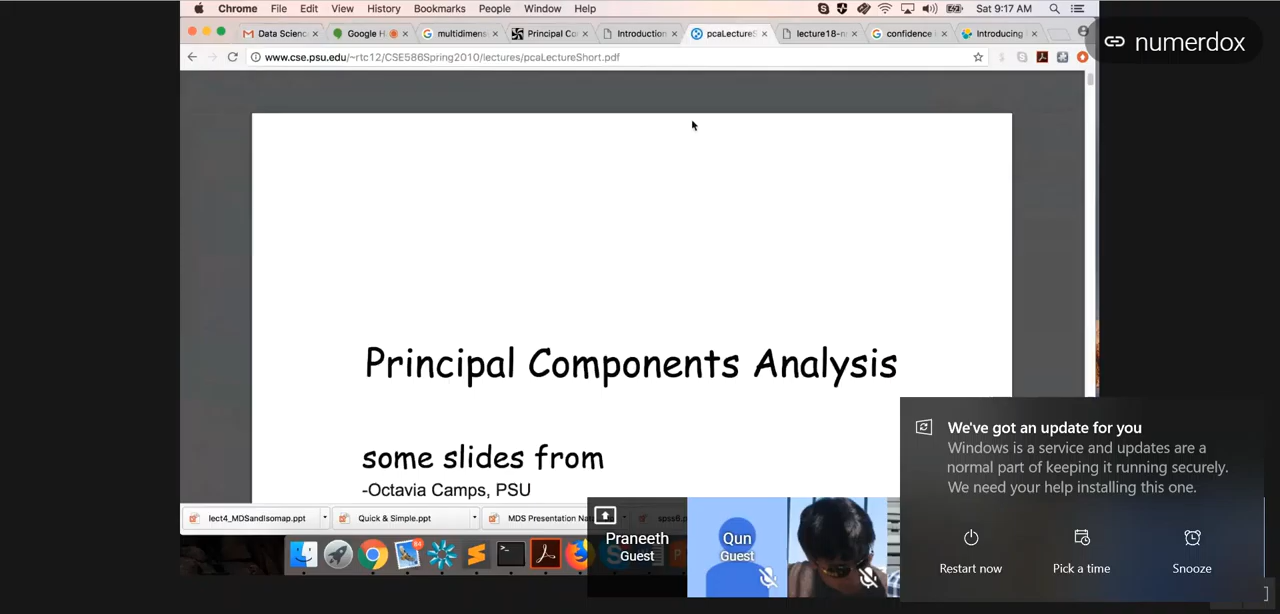 Chrome File Edit View History Bookmarks People Window Help Sat 9:17 AM
Data Scienc Google H multidimens Principal Co Introduction pcaLectureS lecture18- confidence Introducing
numerdox
www.cse.psu.edu/~rtc12/CSE586Spring2010/lectures/pcaLectureShort.pdf
Principal Components Analysis
some slides from
-Octavia Camps, PSU
We've got an update for you
Windows is a service and updates are a
normal part of keeping it running securely.
We need your help installing this one.
Restart now Pick a time Snooze
lect4_MDSandIsomap.ppt Quick & Simple.ppt MDS Presentation
Praneeth
Guest
Qun
Guest